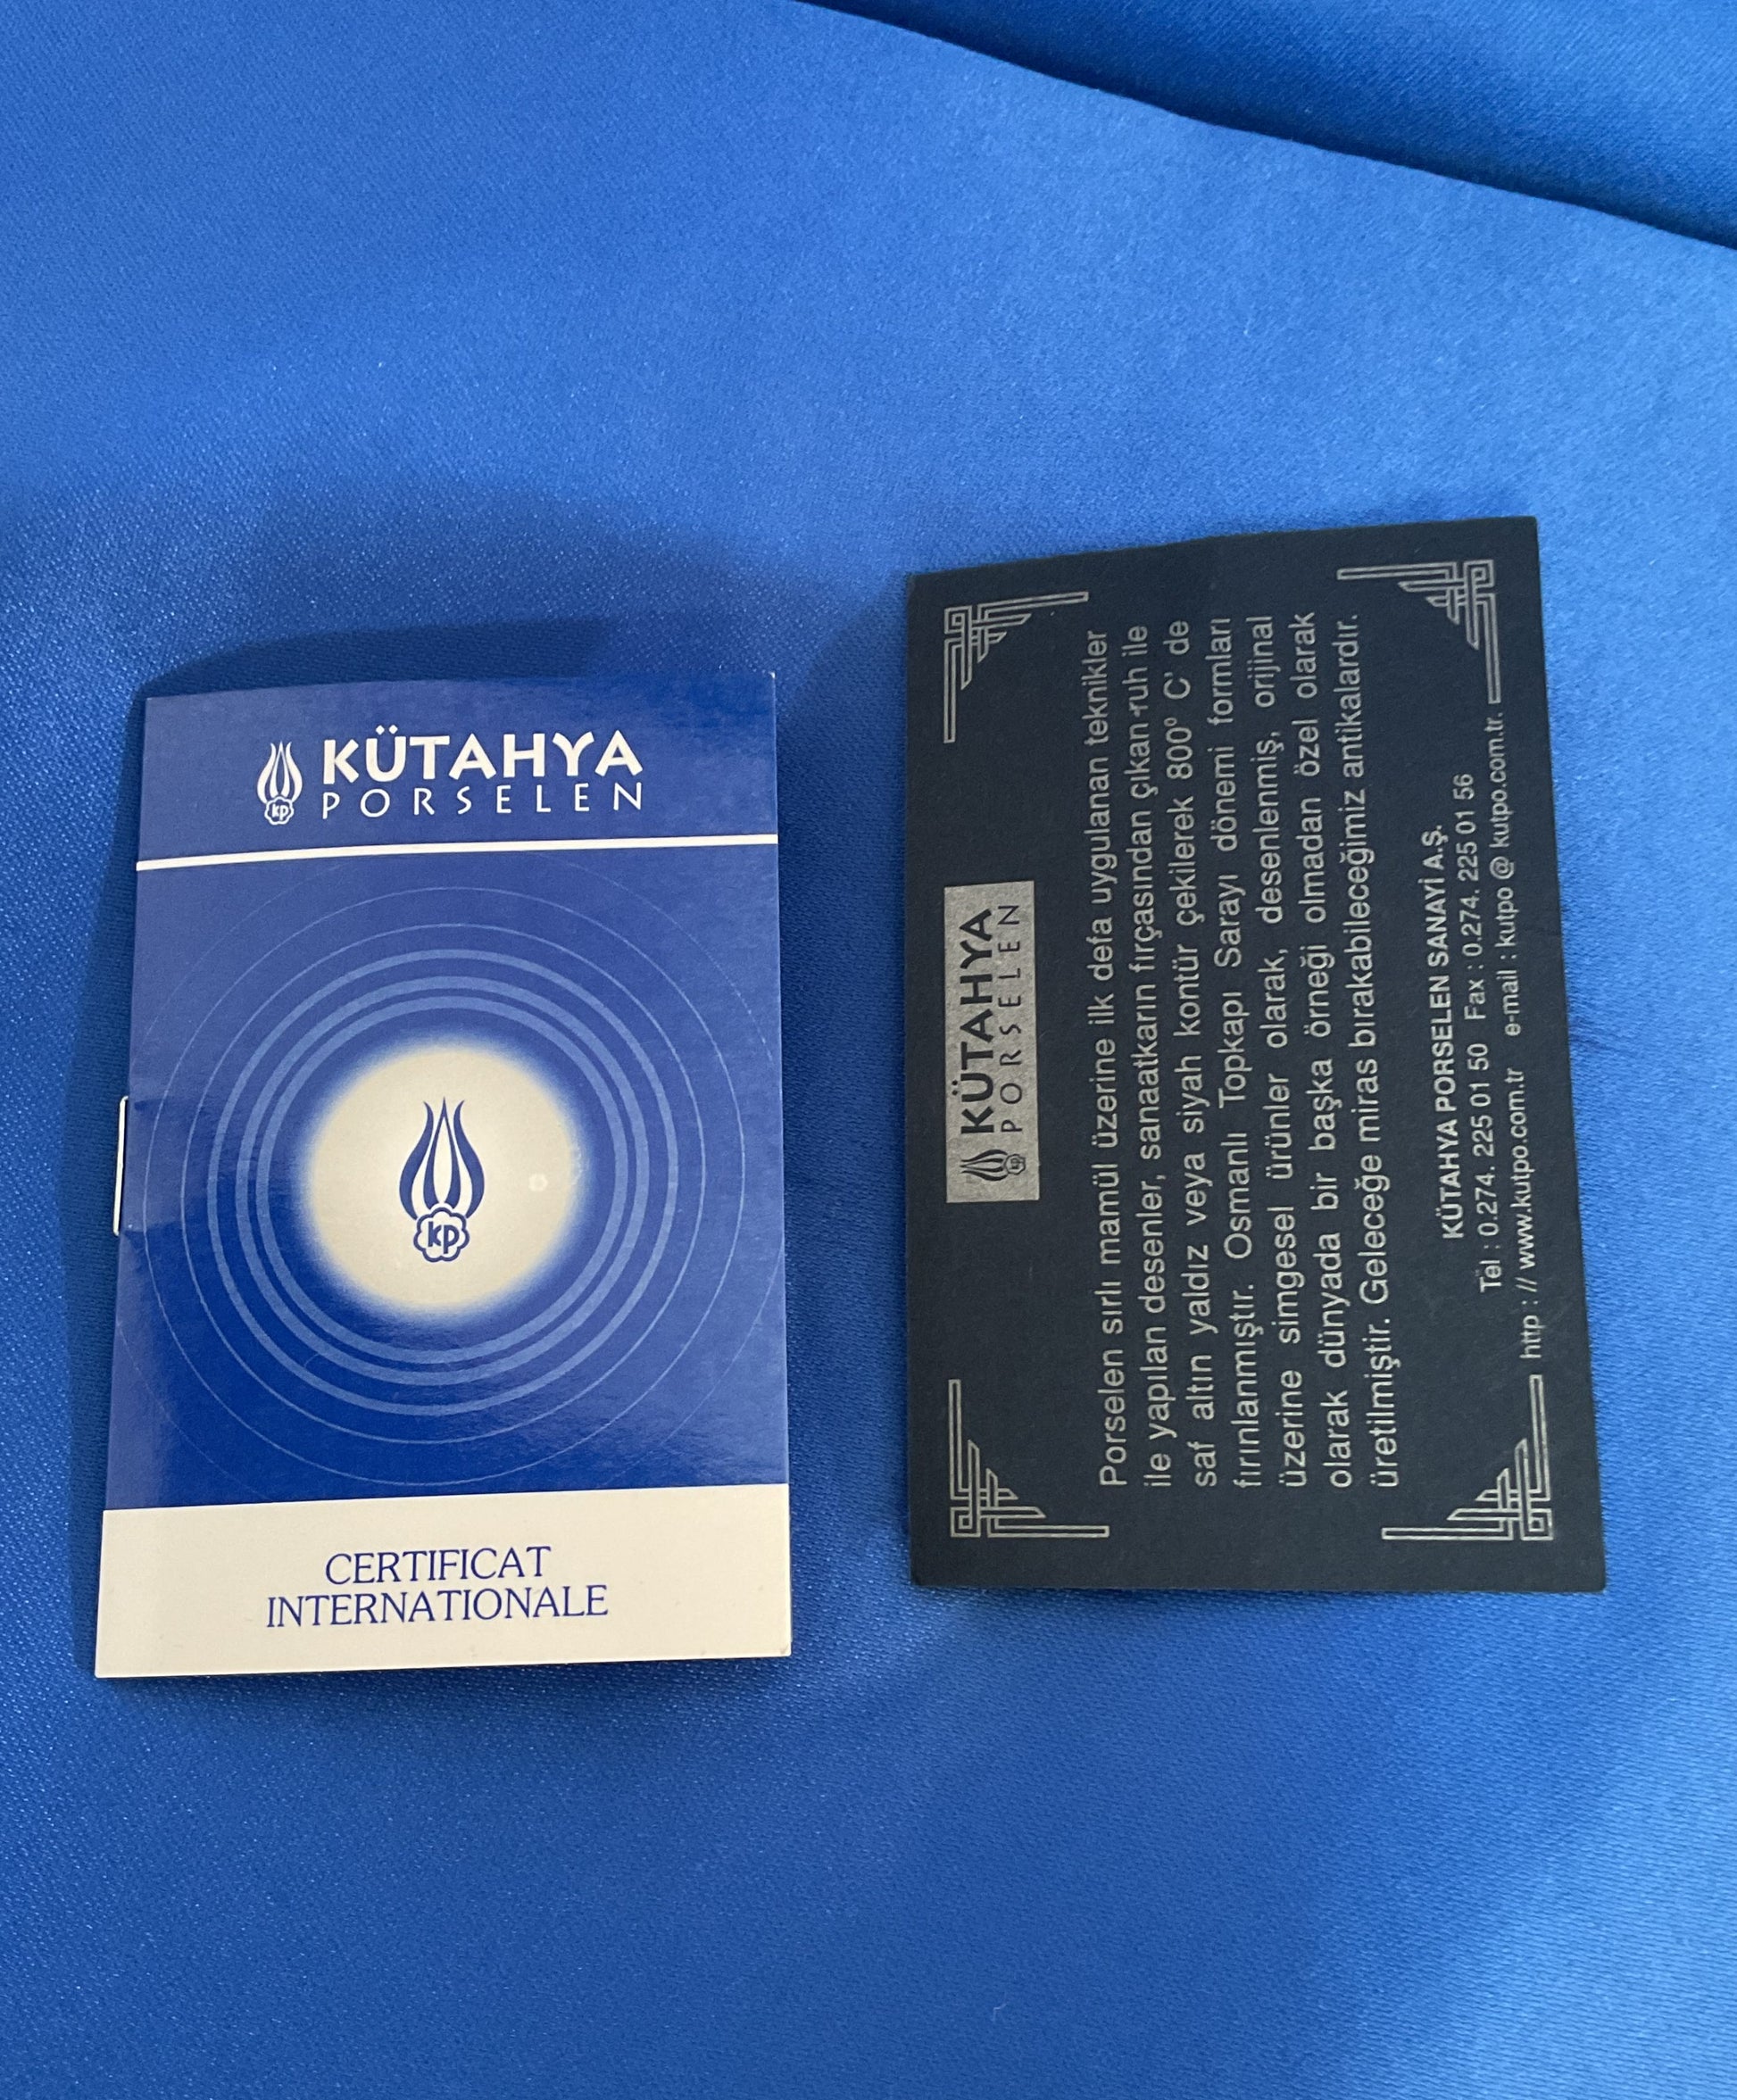 KÜTAHYA
PORSELEN
kp
CERTIFICAT
INTERNATIONALE
KÜTAHYA
PORSELEN
Porselen sırlı mamül üzerine ilk defa uygulanan teknikler
ile yapılan desenler, sanaatkarın fırçasından çıkan ruh ile
saf altın yaldız veya siyah kontür çekilerek 800° C' de
fırınlanmıştır. Osmanlı Topkapı Sarayı dönemi formları
üzerine simgesel ürünler olarak, desenlenmiş, orijinal
olarak dünyada bir başka örneği olmadan özel olarak
üretilmiştir. Geleceğe miras bırakabileceğimiz antikalardır.
KÜTAHYA PORSELEN SANAYİ A.Ş.
Tel : 0.274. 225 01 50 Fax : 0.274. 225 01 56
http : // www.kutpo.com.tr e-mail : kutpo @ kutpo.com.tr.